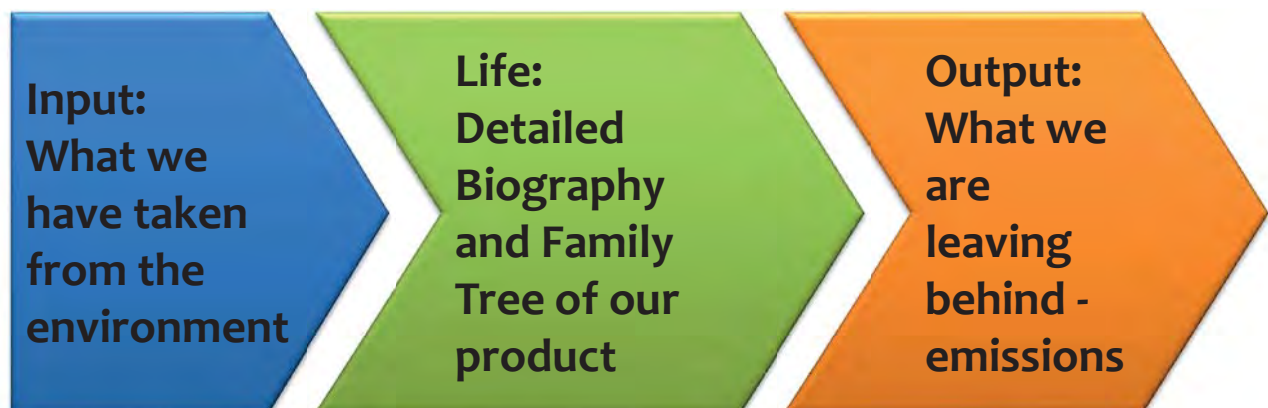 Input:
What we
have taken
from the
environment
Life:
Detailed
Biography
and Family
Tree of our
product
Output:
What we
are
leaving
behind -
emissions